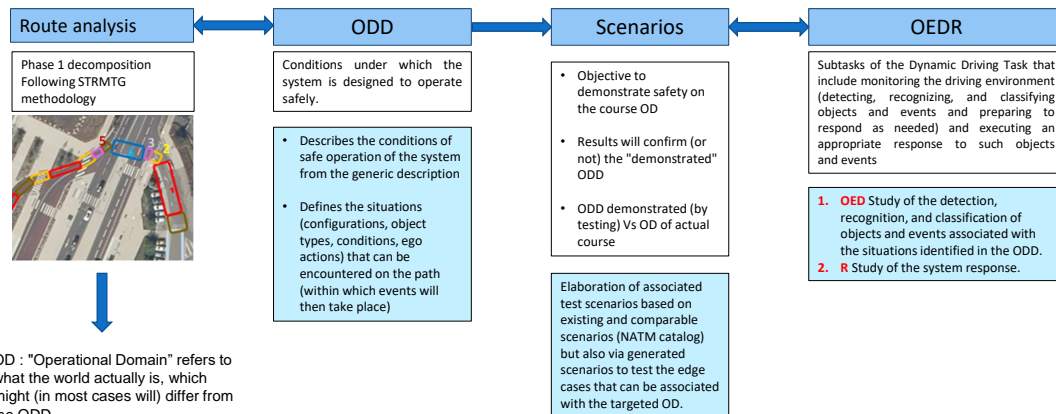 Route analysis
ODD
Scenarios
OEDR
Phase 1 decomposition
Following STRMTG
methodology
5
3
2
1
Conditions under which the
system is designed to operate
safely.
• Describes the conditions of
safe operation of the system
from the generic description
• Defines the situations
(configurations, object
types, conditions, ego
actions) that can be
encountered on the path
(within which events will
then take place)
• Objective to
demonstrate safety on
the course OD
• Results will confirm (or
not) the "demonstrated"
ODD
• ODD demonstrated (by
testing) Vs OD of actual
course
Elaboration of associated
test scenarios based on
existing and comparable
scenarios (NATM catalog)
but also via generated
scenarios to test the edge
cases that can be associated
with the targeted OD.
Subtasks of the Dynamic Driving Task that
include monitoring the driving environment
(detecting, recognizing, and classifying
objects and events and preparing to
respond as needed) and executing an
appropriate response to such objects
and events
1. OED Study of the detection,
recognition, and classification of
objects and events associated with
the situations identified in the ODD.
2. R Study of the system response.
OD : "Operational Domain” refers to
what the world actually is, which
might (in most cases will) differ from